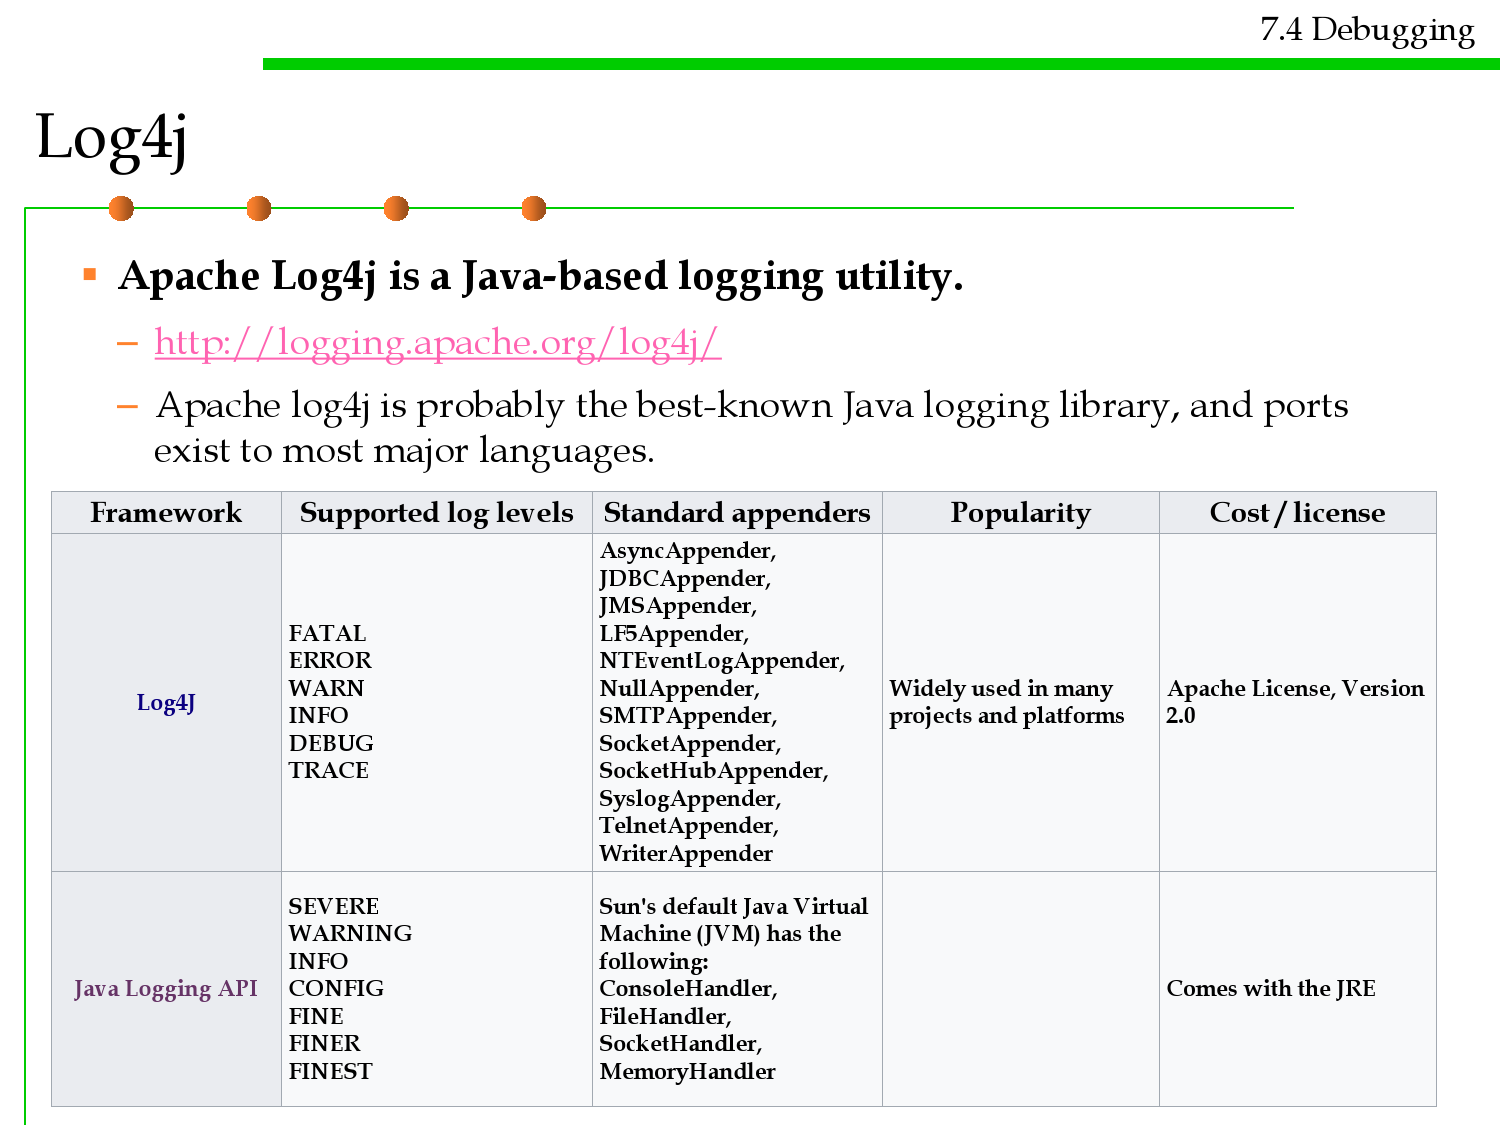 7.4 Debugging
Log4j
Apache Log4j is a Java-based logging utility.
– http://logging.apache.org/log4j/
– Apache log4j is probably the best-known Java logging library, and ports
exist to most major languages.
Framework Supported log levels Standard appenders Popularity Cost / license
Log4J
FATAL
ERROR
WARN
INFO
DEBUG
TRACE
AsyncAppender,
JDBCAppender,
JMSAppender,
LF5Appender,
NTEventLogAppender,
NullAppender,
SMTPAppender,
SocketAppender,
SocketHubAppender,
SyslogAppender,
TelnetAppender,
WriterAppender
Widely used in many
projects and platforms
Apache License, Version
2.0
Java Logging API
SEVERE
WARNING
INFO
CONFIG
FINE
FINER
FINEST
Sun's default Java Virtual
Machine (JVM) has the
following:
ConsoleHandler,
FileHandler,
SocketHandler,
MemoryHandler
Comes with the JRE